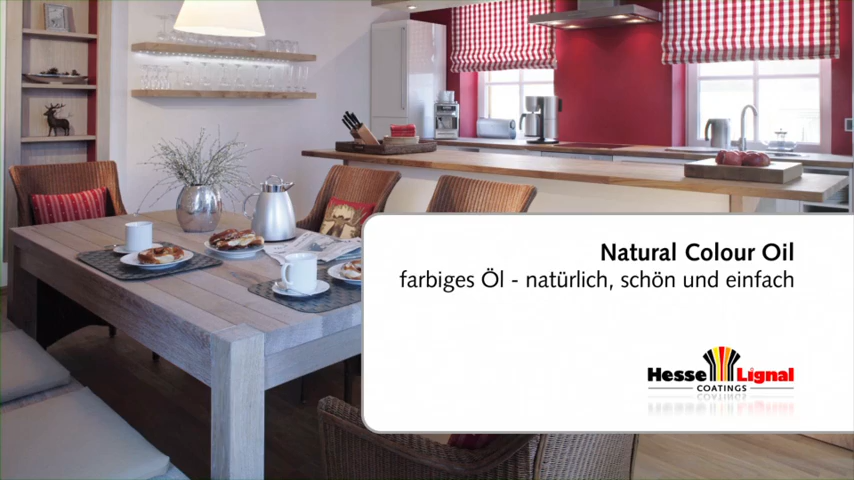 Natural Colour Oil
farbiges Öl - natürlich, schön und einfach
Hesse Lignal
COATINGS